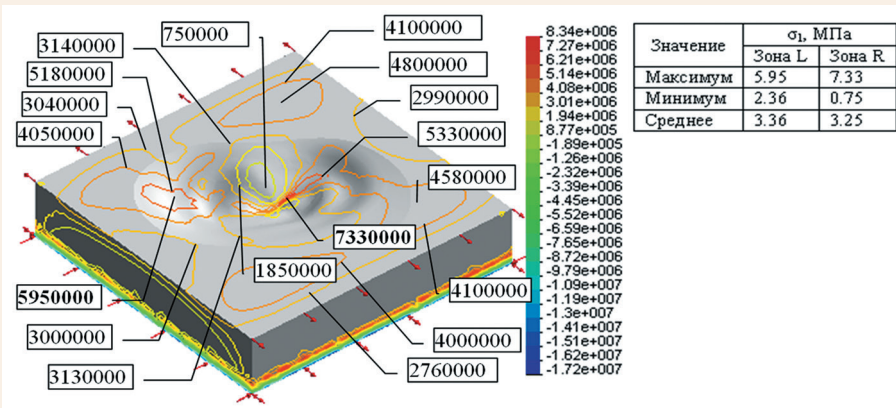 750000
4100000
3140000
4800000
5180000
2990000
3040000
5330000
4050000
4580000
7330000
1850000
5950000
4100000
3000000
4000000
3130000
2760000
8.34e+006
7.27e+006
6.21e+006
5.14e+006
4.08e+006
3.01e+006
1.94e+006
8.77e+005
-1.89e+005
-1.26e+006
-2.32e+006
-3.39e+006
-4.45e+006
-5.52e+006
-6.59e+006
-7.65e+006
-8.72e+006
-9.79e+006
-1.09e+007
-1.19e+007
-1.3e+007
-1.41e+007
-1.51e+007
-1.62e+007
-1.72e+007
Значение σ₁, МПа
Зона L Зона R
Максимум 5.95 7.33
Минимум 2.36 0.75
Среднее 3.36 3.25